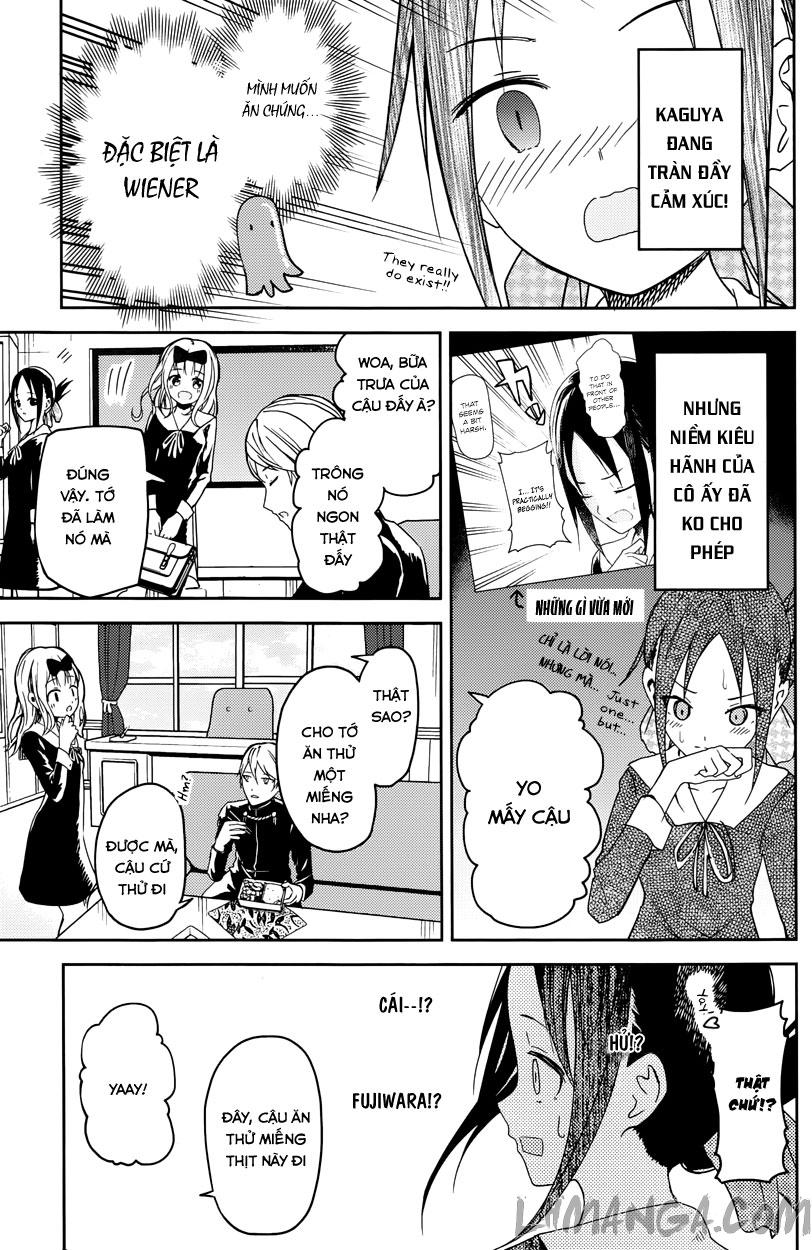 KAGUYA
ĐANG
TRÀN ĐẦY
CẢM XÚC!
MÌNH MUỐN
ĂN CHÚNG...
ĐẶC BIỆT LÀ
WIENER
They really
do exist!!
NHƯNG
NIỀM KIÊU
HÃNH CỦA
CÔ ẤY ĐÃ
KO CHO
PHÉP
TO DO
THAT IN
FRONT OF
OTHER
PEOPLE...
THAT
SEEMS
A BIT
HARSH.
I... IT'S
PRACTICALLY
BEGGING!!
NHỮNG GÌ VỪA MỚI
CHỈ LÀ LỜI NÓI..
NHƯNG MÀ...
Just
one...
but...
YO
MẤY CẬU
WOA, BỮA
TRƯA CỦA
CẬU ĐẤY Ã?
TRÔNG
NÓ
NGON
THẬT
ĐẤY
ĐÚNG
VẬY. TỚ
ĐÃ LÀM
NÓ MÀ
THẬT
SAO?
CHO TỚ
ĂN THỬ
MỘT
MIẾNG
NHA?
Hm?
ĐƯỢC MÀ,
CẬU CỨ
THỬ ĐI
THẬT
CHỨ!?
HỬ!?
CÁI--!?
FUJIWARA!?
ĐÂY, CẬU ĂN
THỬ MIẾNG
THỊT NÀY ĐI
YAAY!
LIIMANGA.COM